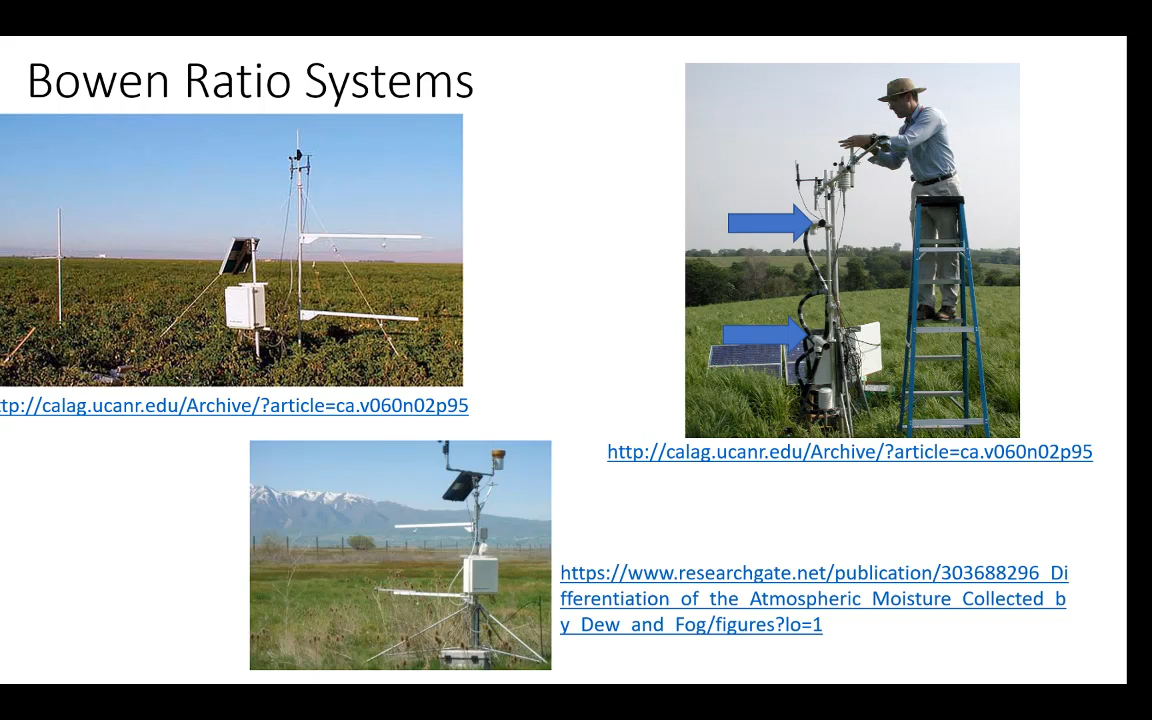 Bowen Ratio Systems
ttp://calag.ucanr.edu/Archive/?article=ca.v060n02p95
http://calag.ucanr.edu/Archive/?article=ca.v060n02p95
https://www.researchgate.net/publication/303688296_Di
fferentiation_of_the_Atmospheric_Moisture_Collected_b
y_Dew_and_Fog/figures?lo=1